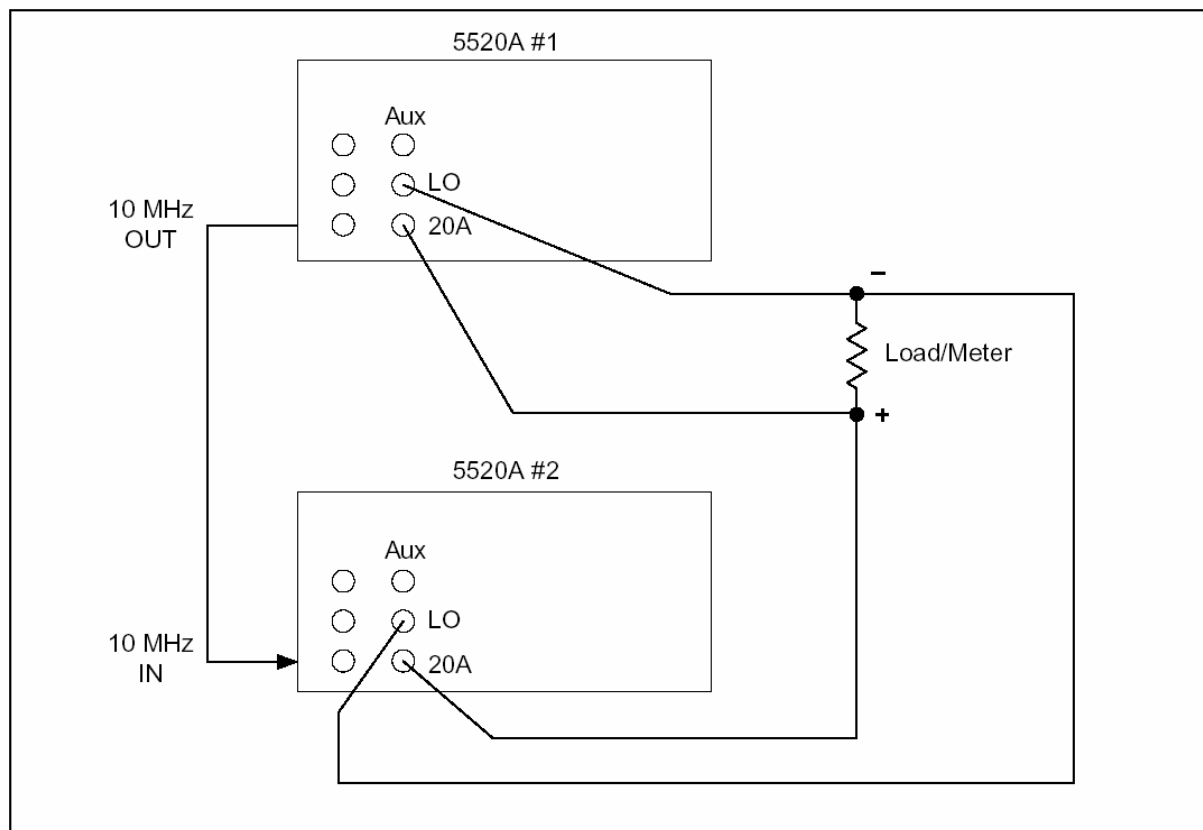 5520A #1
Aux
LO
20A
10 MHz
OUT
–
Load/Meter
+
5520A #2
Aux
LO
20A
10 MHz
IN